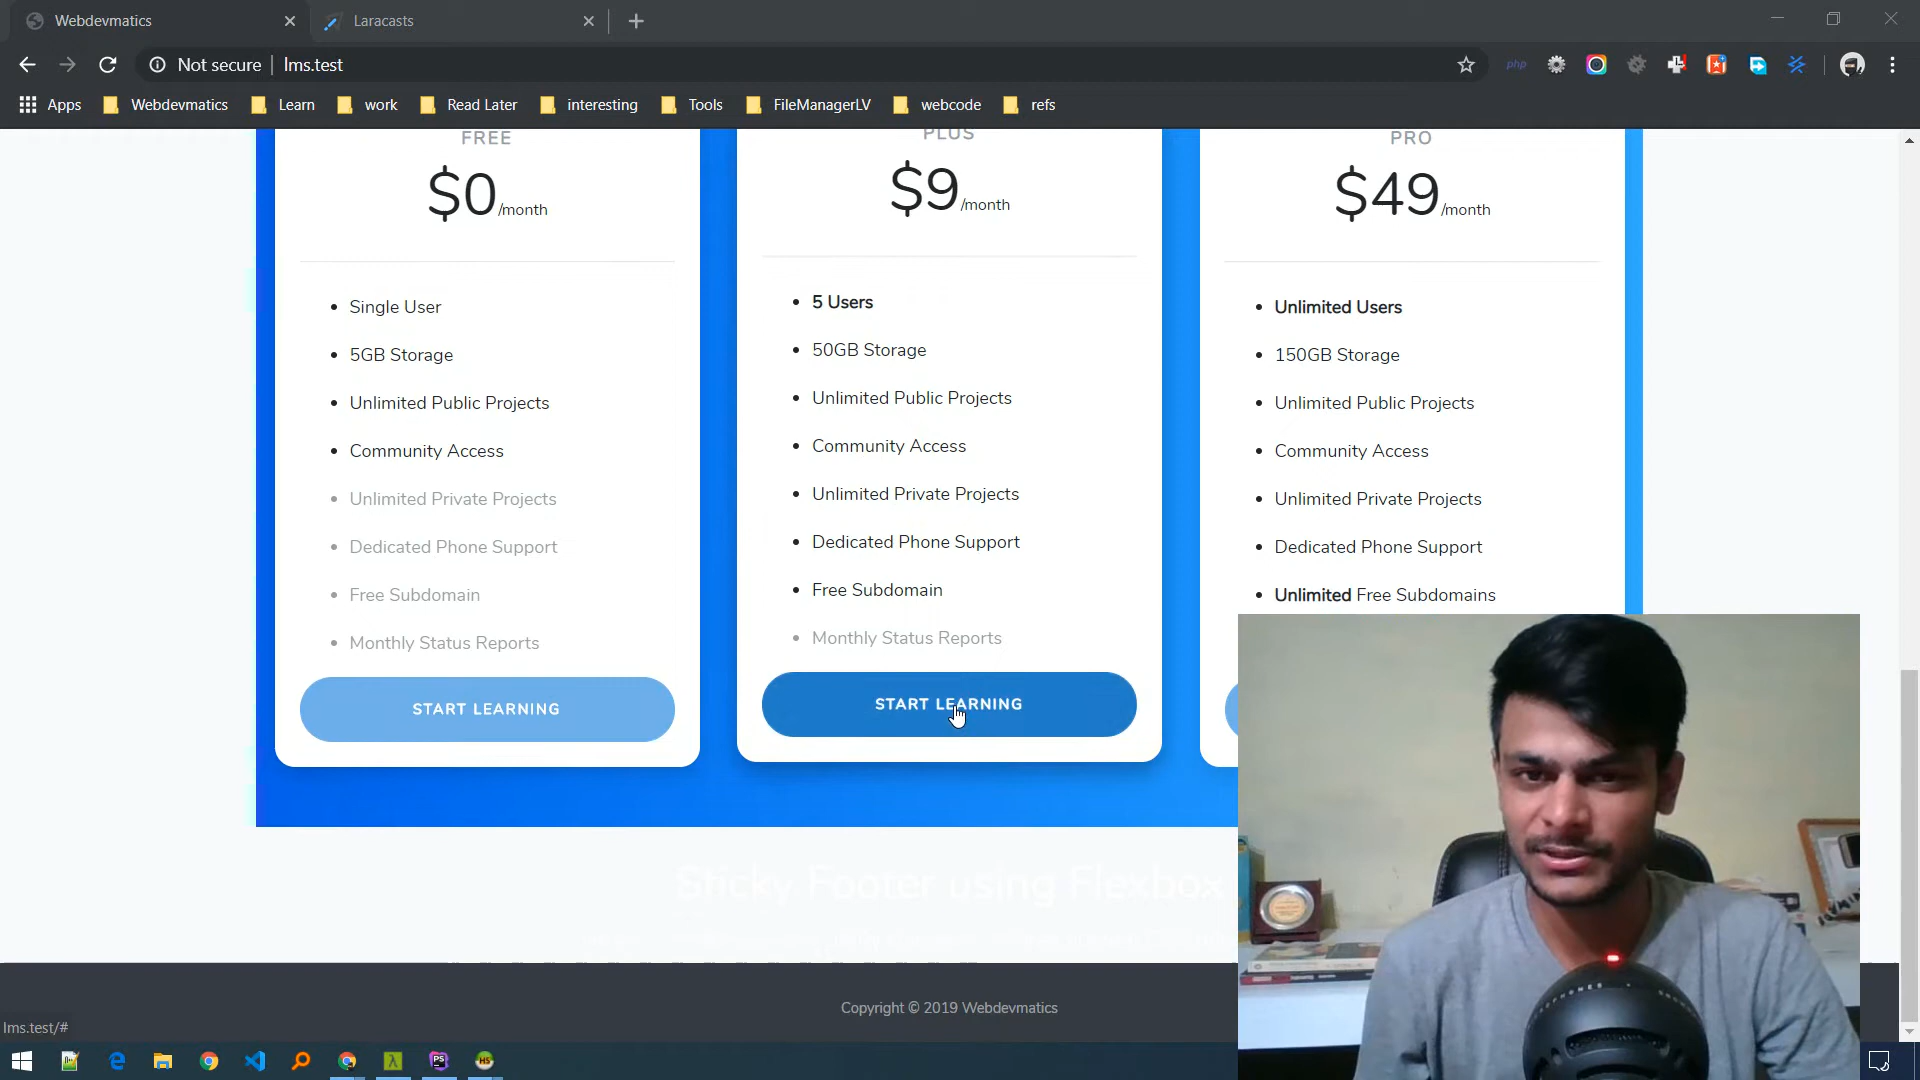 Webdevmatics
Laracasts
Not secure
lms.test
php
Apps
Webdevmatics
Learn
work
Read Later
interesting
Tools
FileManagerLV
webcode
refs
FREE
$0/month
Single User
5GB Storage
Unlimited Public Projects
Community Access
Unlimited Private Projects
Dedicated Phone Support
Free Subdomain
Monthly Status Reports
START LEARNING
PLUS
$9/month
5 Users
50GB Storage
Unlimited Public Projects
Community Access
Unlimited Private Projects
Dedicated Phone Support
Free Subdomain
Monthly Status Reports
START LEARNING
PRO
$49/month
Unlimited Users
150GB Storage
Unlimited Public Projects
Community Access
Unlimited Private Projects
Dedicated Phone Support
Unlimited Free Subdomains
Sticky Footer using Flexbox
Copyright © 2019 Webdevmatics
lms.test/#
PS
H5